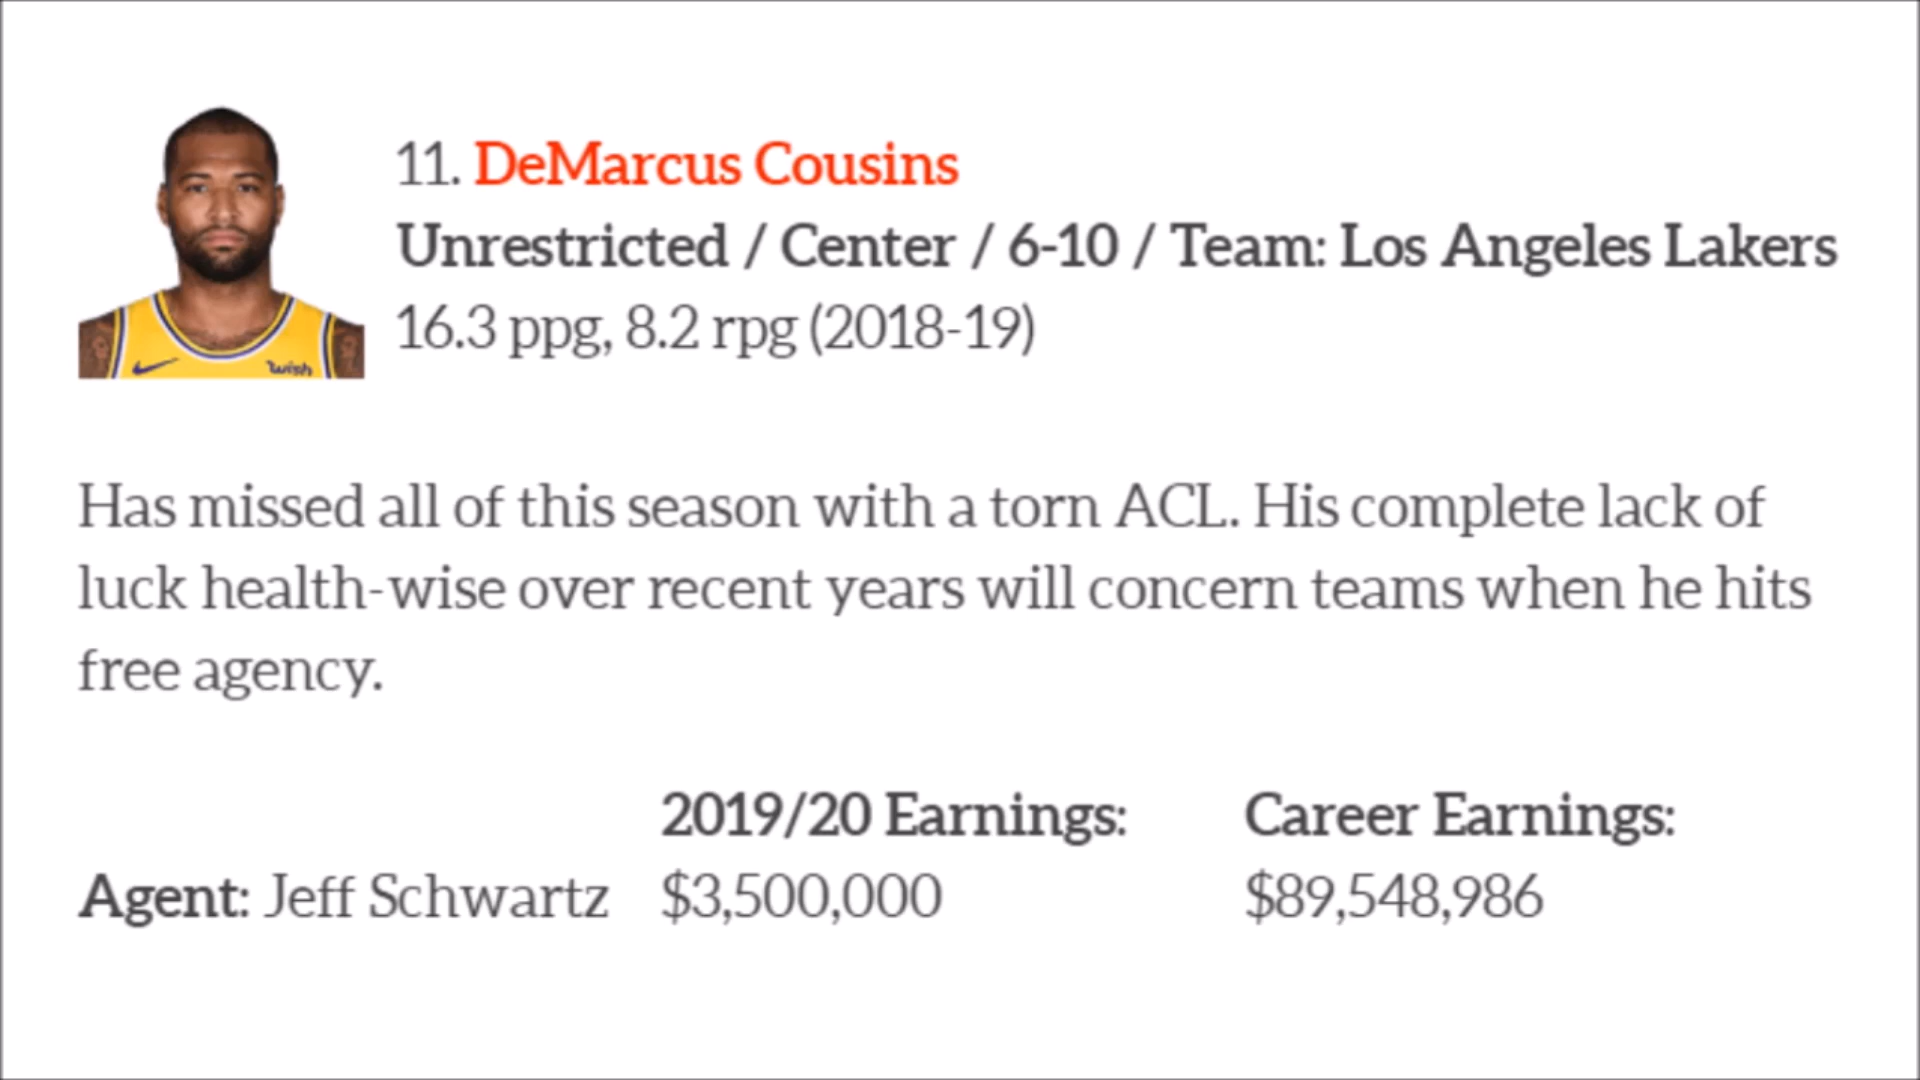 11. DeMarcus Cousins
Unrestricted / Center / 6-10 / Team: Los Angeles Lakers
16.3 ppg, 8.2 rpg (2018-19)
wish
Has missed all of this season with a torn ACL. His complete lack of
luck health-wise over recent years will concern teams when he hits
free agency.
2019/20 Earnings: Career Earnings:
Agent: Jeff Schwartz $3,500,000 $89,548,986